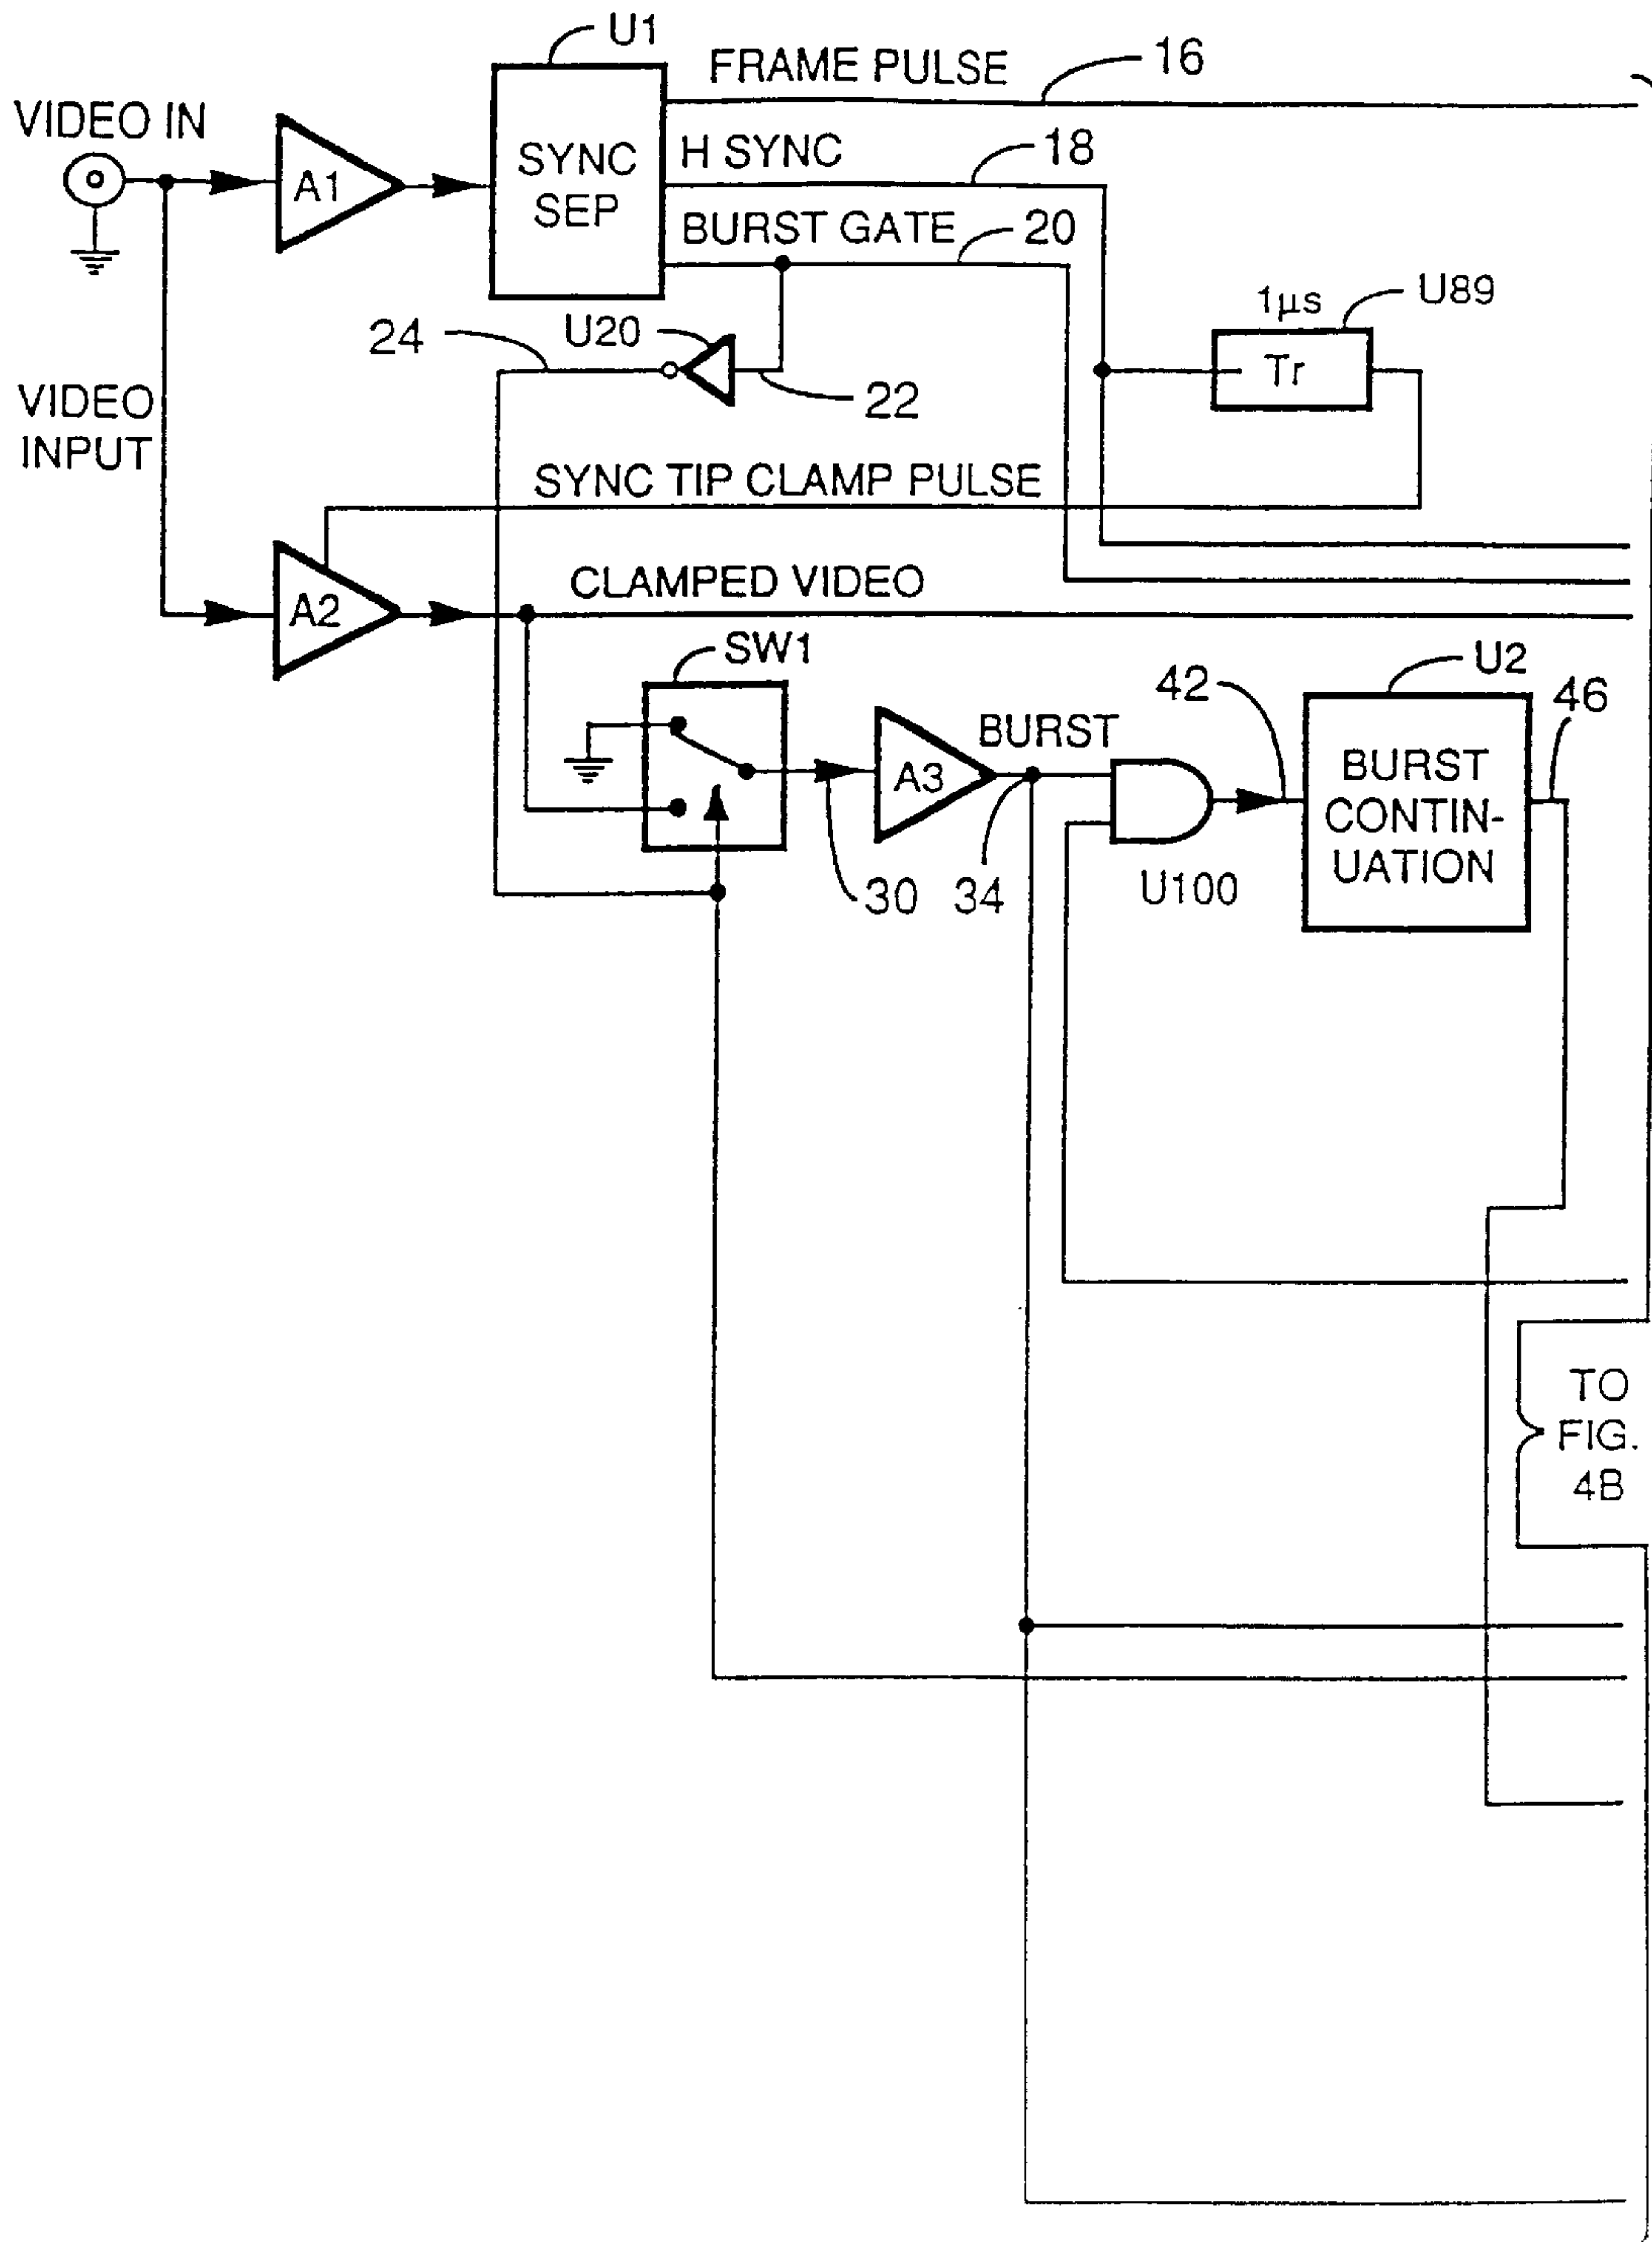 U1
FRAME PULSE
16
VIDEO IN
A1
SYNC
SEP
H SYNC
18
BURST GATE
20
1µs
U89
24
U20
Tr
22
VIDEO
INPUT
SYNC TIP CLAMP PULSE
A2
CLAMPED VIDEO
SW1
U2
42
46
BURST
A3
BURST
CONTIN-
UATION
30
34
U100
TO
FIG.
4B